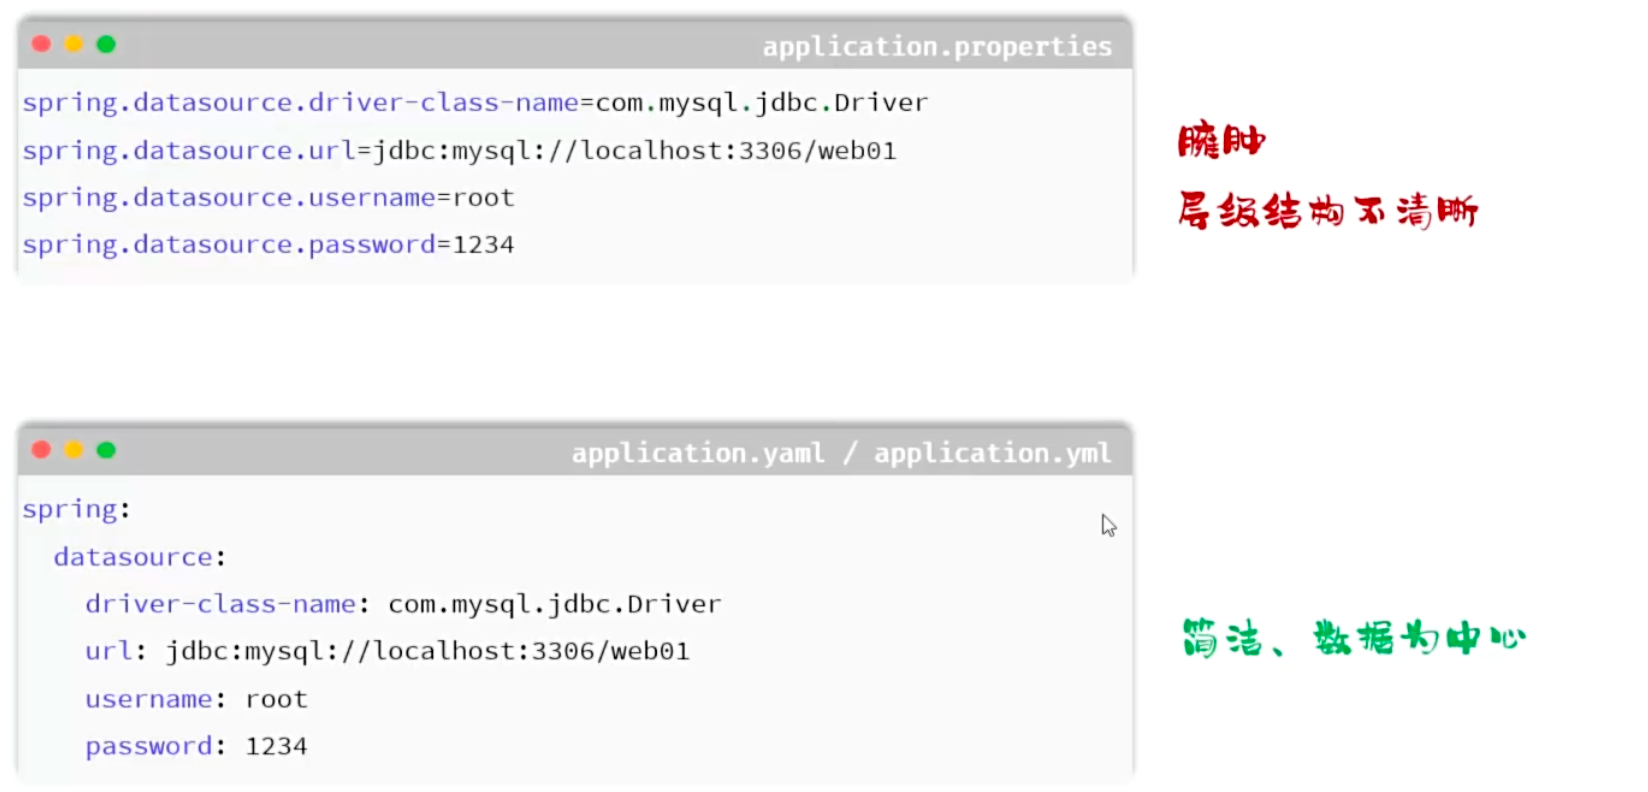 application.properties
spring.datasource.driver-class-name=com.mysql.jdbc.Driver
spring.datasource.url=jdbc:mysql://localhost:3306/web01
spring.datasource.username=root
spring.datasource.password=1234
臃肿
层级结构不清晰
application.yaml / application.yml
spring:
  datasource:
    driver-class-name: com.mysql.jdbc.Driver
    url: jdbc:mysql://localhost:3306/web01
    username: root
    password: 1234
简洁、数据为中心